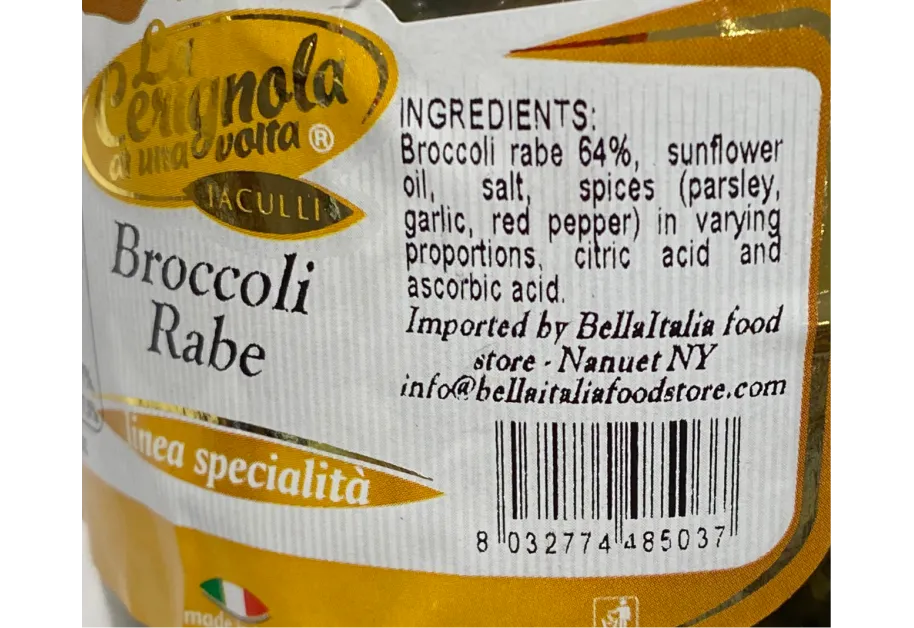 La
Cerignola
di una volta ®
IACULLI
Broccoli
Rabe
linea specialità
made
INGREDIENTS:
Broccoli rabe 64%, sunflower
oil, salt, spices (parsley,
garlic, red pepper) in varying
proportions, citric acid and
ascorbic acid.
Imported by BellaItalia food
store - Nanuet NY
info@bellaitaliafoodstore.com
8 032774 485037